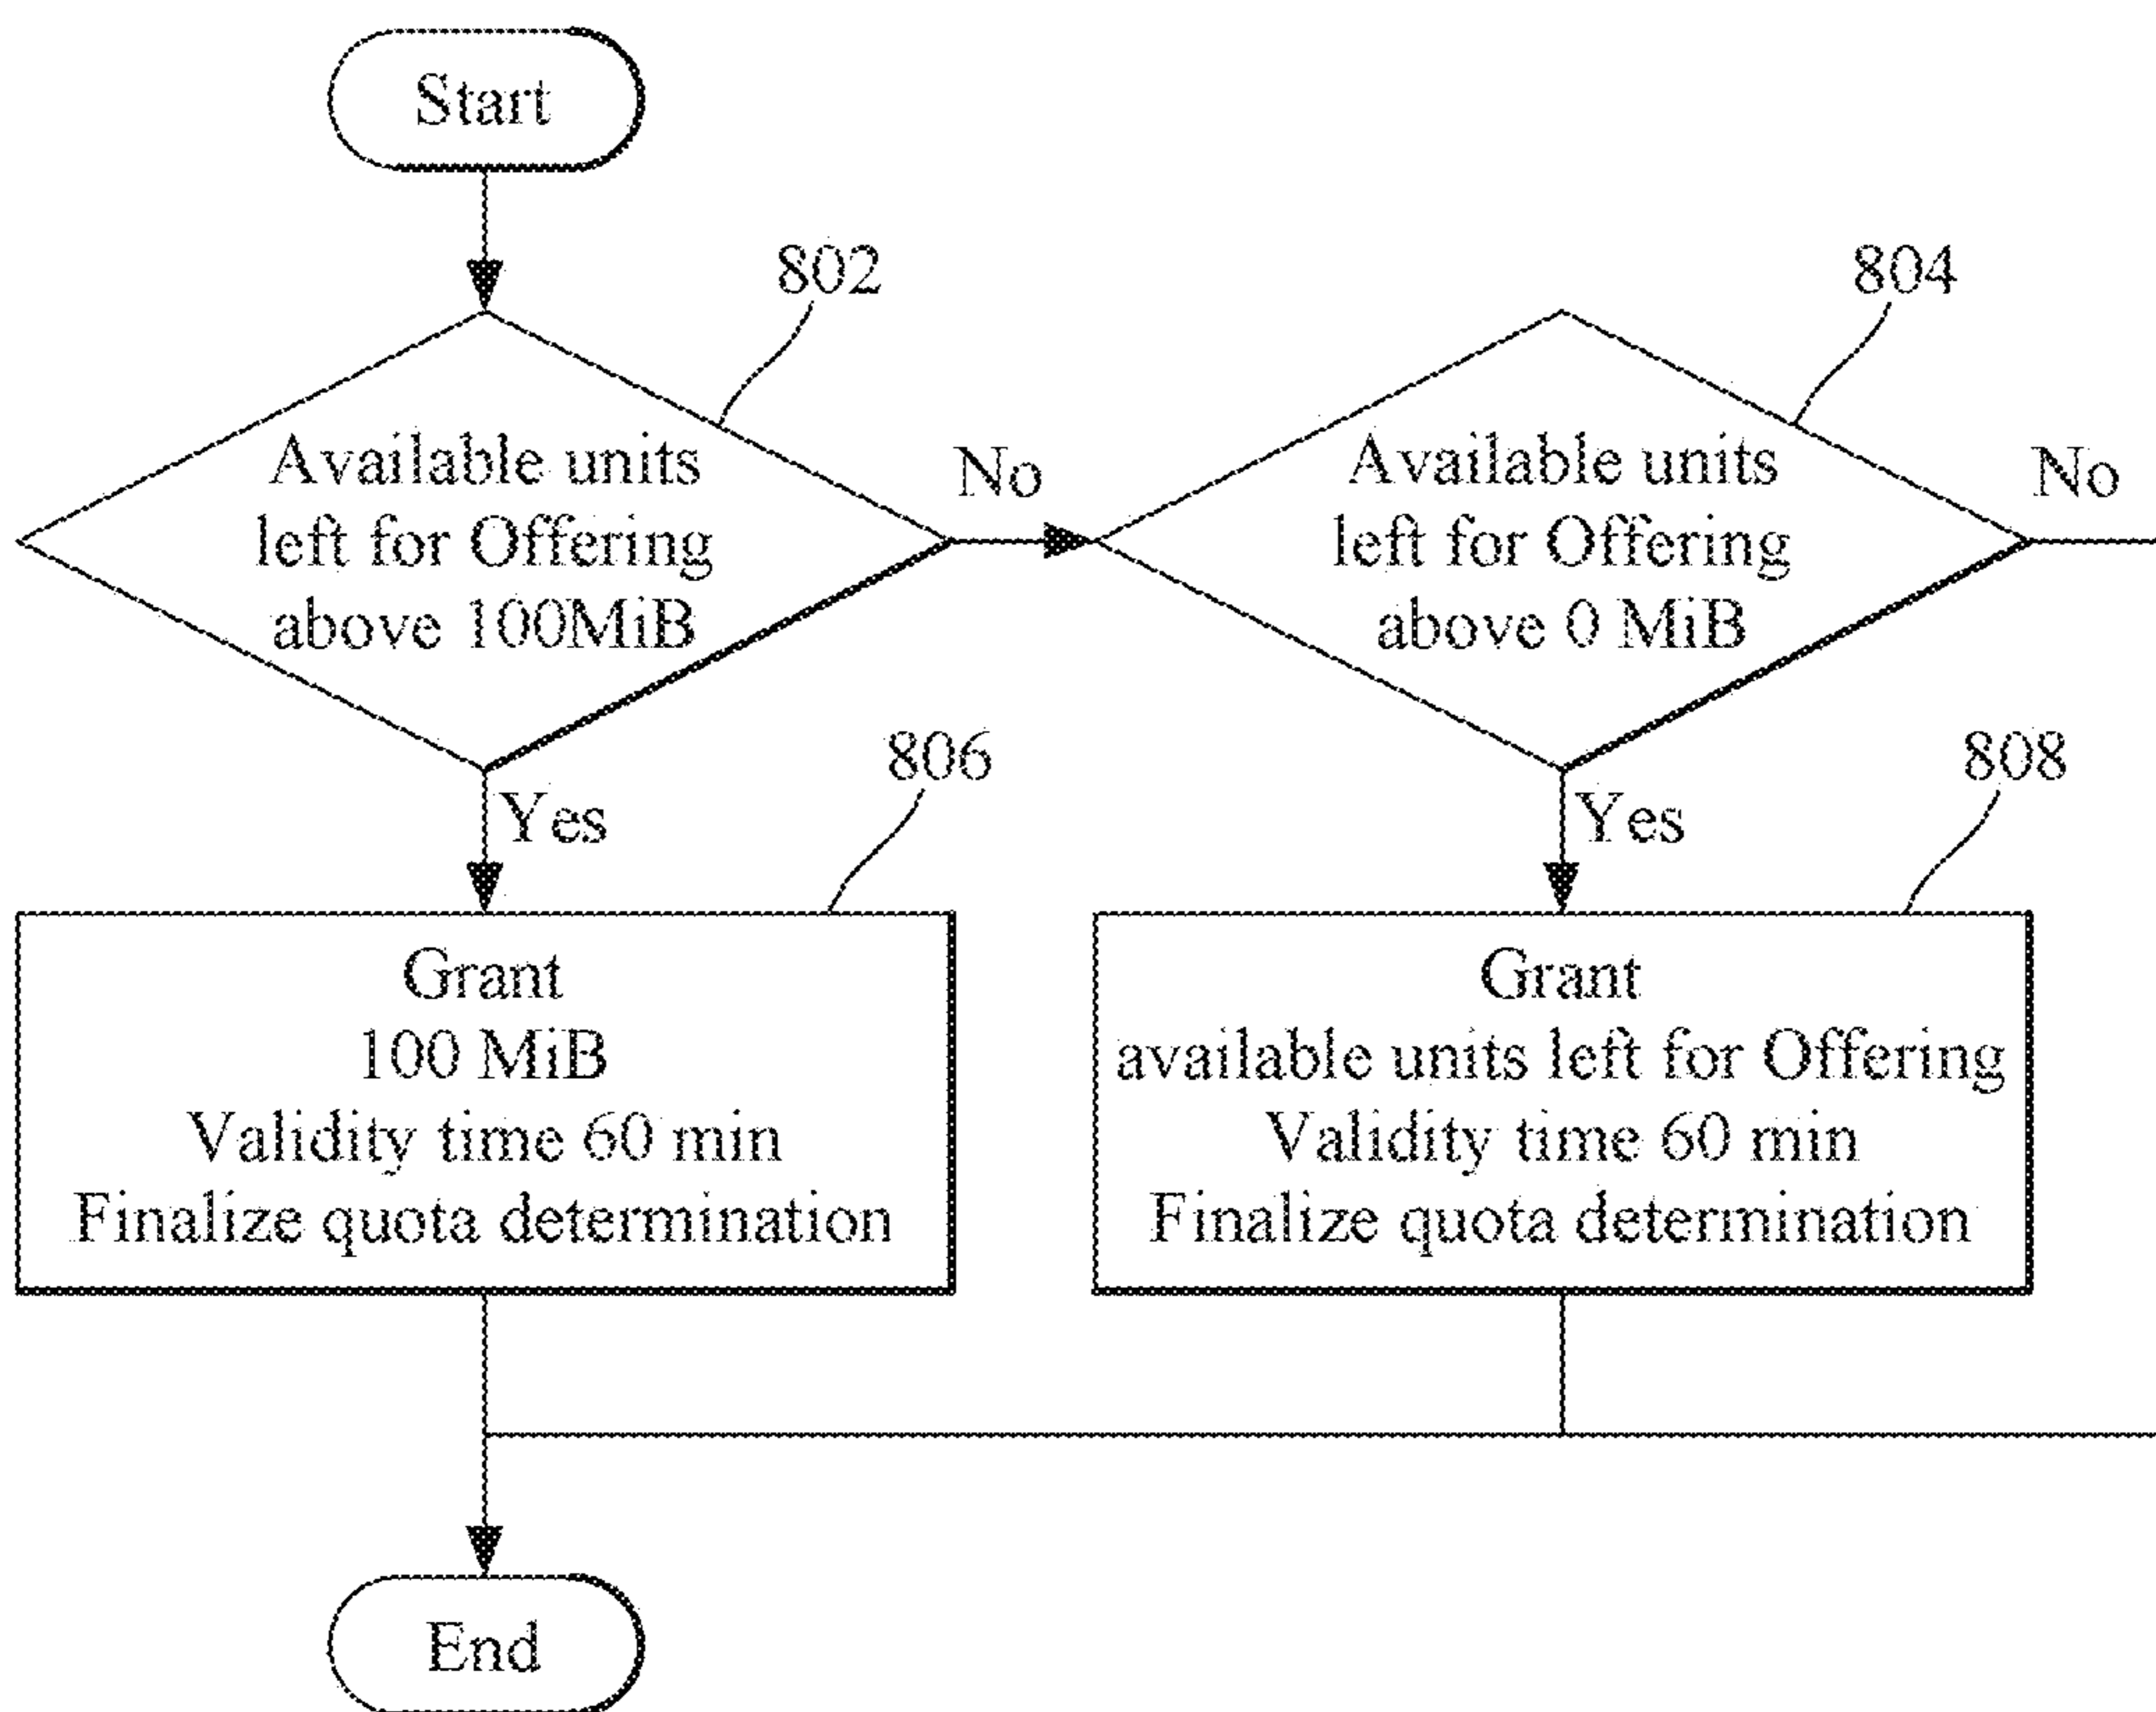 Start
802
Available units
left for Offering
above 100MiB
No
804
Available units
left for Offering
above 0 MiB
No
Yes
806
Grant
100 MiB
Validity time 60 min
Finalize quota determination
Yes
808
Grant
available units left for Offering
Validity time 60 min
Finalize quota determination
End